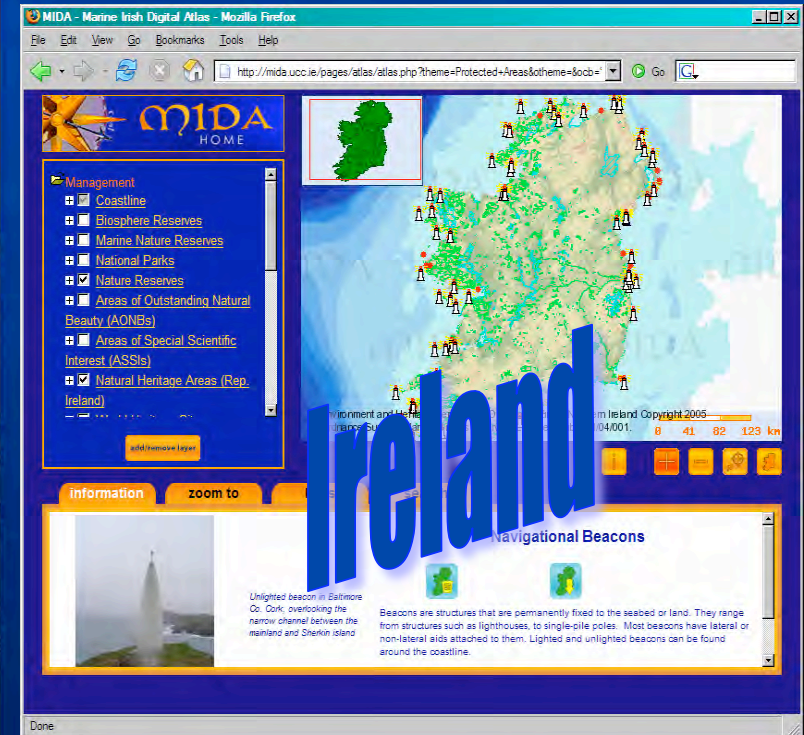 MIDA - Marine Irish Digital Atlas - Mozilla Firefox
File Edit View Go Bookmarks Tools Help
http://mida.ucc.ie/pages/atlas/atlas.php?theme=Protected+Areas&otheme=&ocb=' Go G
MIDA
HOME
Management
Coastline
Biosphere Reserves
Marine Nature Reserves
National Parks
Nature Reserves
Areas of Outstanding Natural
Beauty (AONBs)
Areas of Special Scientific
Interest (ASSIs)
Natural Heritage Areas (Rep.
Ireland)
add/remove layer
Ireland Copyright 2005
04/001.
0 41 82 123 km
Ireland
information zoom to
Navigational Beacons
Unlighted beacon in Baltimore
Co. Cork, overlooking the
narrow channel between the
mainland and Sherkin island
Beacons are structures that are permanently fixed to the seabed or land. They range
from structures such as lighthouses, to single-pile poles. Most beacons have lateral or
non-lateral aids attached to them. Lighted and unlighted beacons can be found
around the coastline.
Done